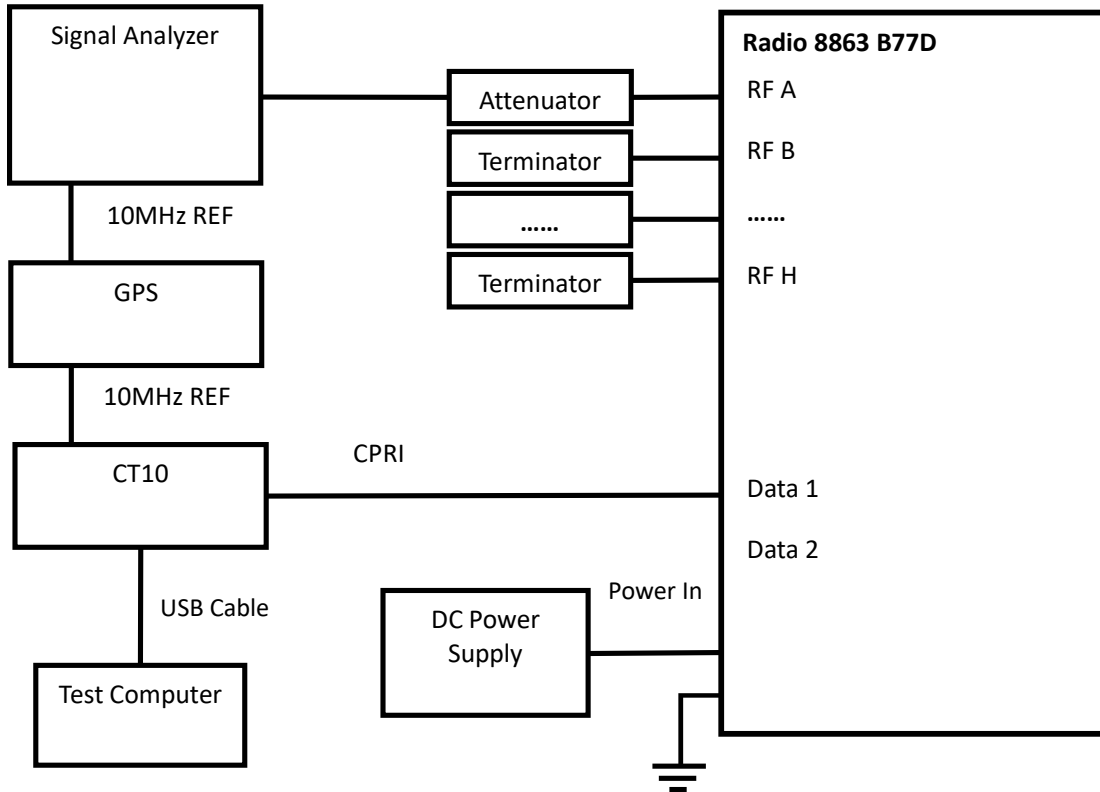 Signal Analyzer
Radio 8863 B77D
Attenuator
RF A
Terminator
RF B
10MHz REF
……
……
GPS
Terminator
RF H
10MHz REF
CT10
CPRI
Data 1
Data 2
USB Cable
Power In
DC Power
Supply
Test Computer